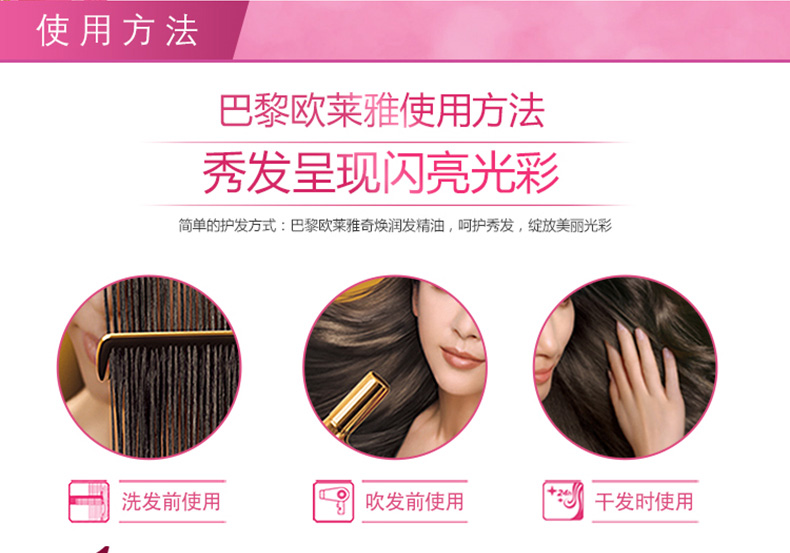 使用方法
巴黎欧莱雅使用方法
秀发呈现闪亮光彩
简单的护发方式：巴黎欧莱雅奇焕润发精油，呵护秀发，绽放美丽光彩
洗发前使用
吹发前使用
24h
干发时使用